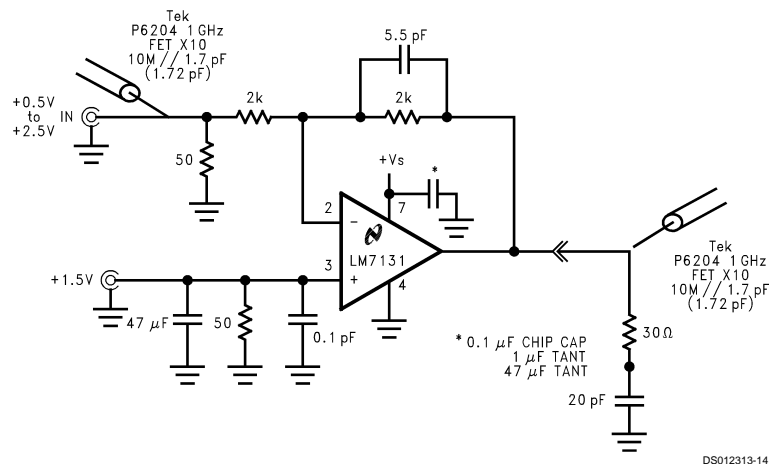 Tek
P6204 1 GHz
FET X10
10M // 1.7 pF
(1.72 pF)
5.5 pF
+0.5V
to IN
+2.5V
2k
2k
50
+Vs
*
7
2
-
LM7131
3
+
4
+1.5V
47 μF
50
0.1 pF
Tek
P6204 1 GHz
FET X10
10M // 1.7 pF
(1.72 pF)
30Ω
* 0.1 μF CHIP CAP
1 μF TANT
47 μF TANT
20 pF
DS012313-14